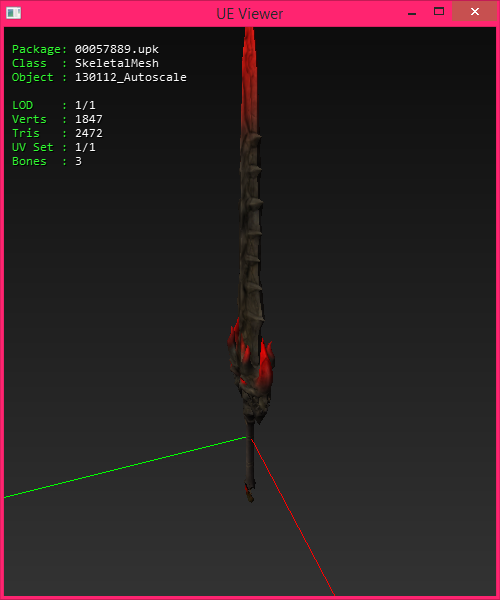 UE Viewer
Package: 00057889.upk
Class  : SkeletalMesh
Object : 130112_Autoscale
LOD    : 1/1
Verts  : 1847
Tris   : 2472
UV Set : 1/1
Bones  : 3